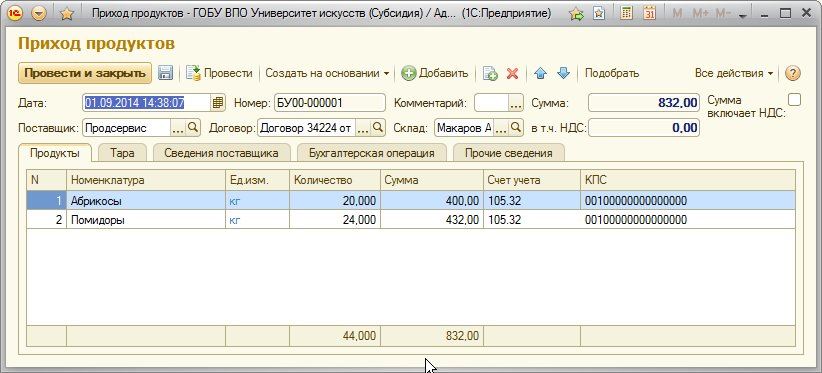 Приход продуктов - ГОБУ ВПО Университет искусств (Субсидия) / Ад... (1С:Предприятие)
M M+ M-
Приход продуктов
Провести и закрыть Провести Создать на основании Добавить Подобрать Все действия ?
Дата: 01.09.2014 14:38:07 Номер: БУ00-000001 Комментарий: ... Сумма: 832,00 Сумма включает НДС:
Поставщик: Продсервис ... Договор: Договор 34224 от ... Склад: Макаров А ... в т.ч. НДС: 0,00
Продукты Тара Сведения поставщика Бухгалтерская операция Прочие сведения
N Номенклатура Ед.изм. Количество Сумма Счет учета КПС
1 Абрикосы кг 20,000 400,00 105.32 00100000000000000
2 Помидоры кг 24,000 432,00 105.32 00100000000000000
44,000 832,00